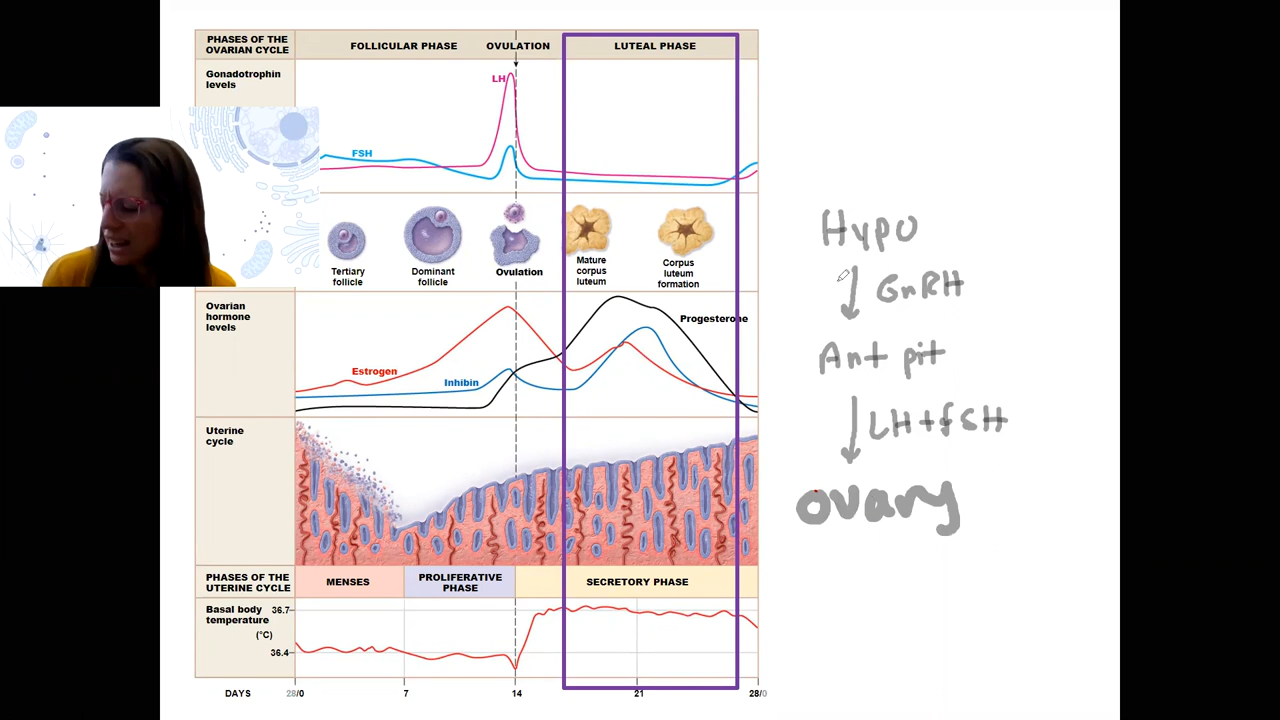 PHASES OF THE OVARIAN CYCLE
FOLLICULAR PHASE
OVULATION
LUTEAL PHASE
Gonadotrophin levels
LH
FSH
Tertiary follicle
Dominant follicle
Ovulation
Mature corpus luteum
Corpus luteum formation
Ovarian hormone levels
Estrogen
Inhibin
Progesterone
Uterine cycle
PHASES OF THE UTERINE CYCLE
MENSES
PROLIFERATIVE PHASE
SECRETORY PHASE
Basal body temperature (°C)
36.7
36.4
DAYS
28/0
7
14
21
28/0
Hypo
GnRH
Ant pit
LH+fSH
ovary